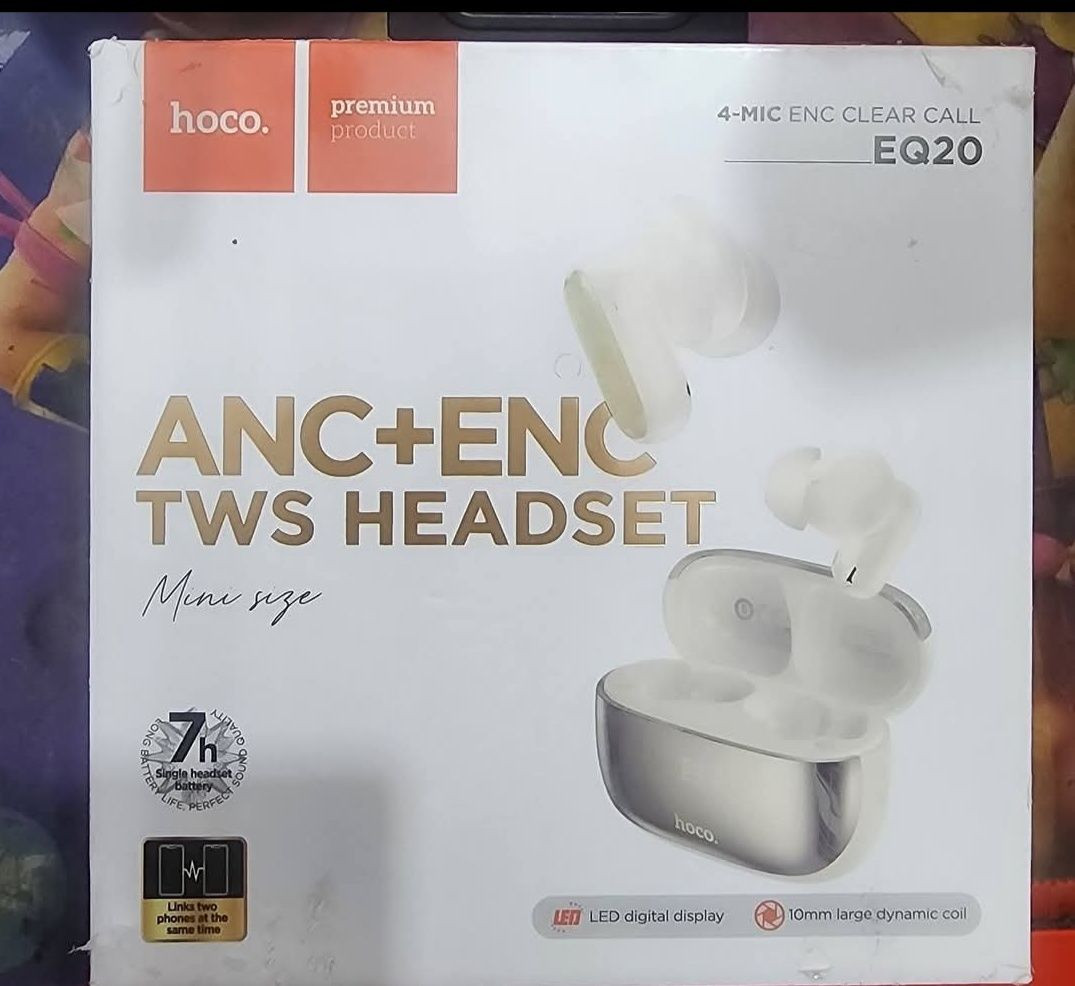 hoco.
premium
product
4-MIC ENC CLEAR CALL
EQ20
ANC+ENC
TWS HEADSET
Mini size
7h
Single headset
battery
LONG BATTERY LIFE, PERFECT SOUND QUALITY
Links two
phones at the
same time
hoco.
LED LED digital display
10mm large dynamic coil